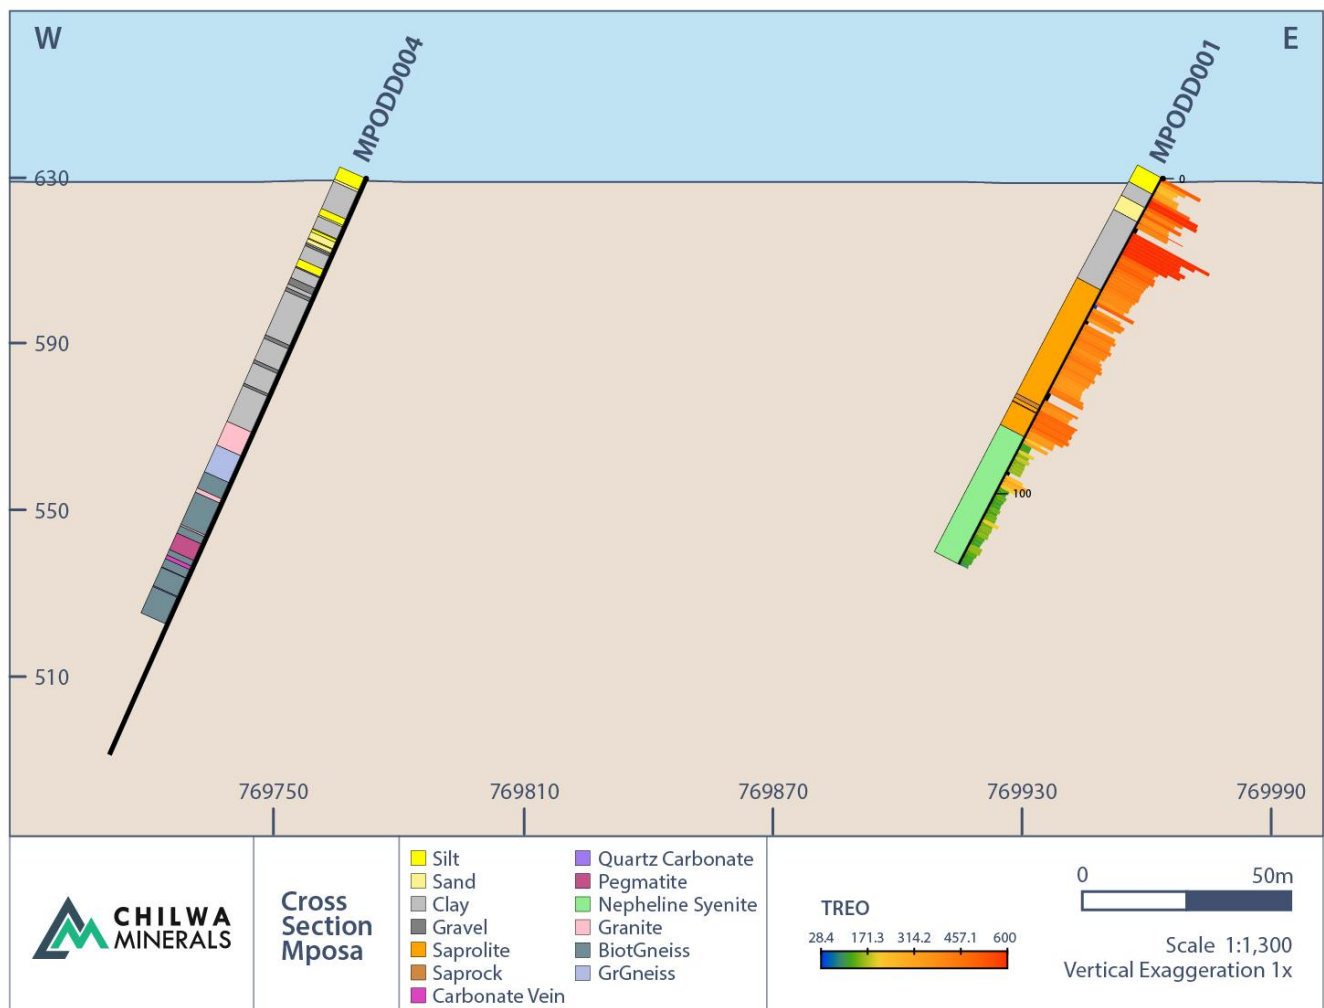 W
E
MPODD004
MPODD001
630
0
590
550
100
510
769750
769810
769870
769930
769990
CHILWA
MINERALS
Cross
Section
Mposa
Silt
Sand
Clay
Gravel
Saprolite
Saprock
Carbonate Vein
Quartz Carbonate
Pegmatite
Nepheline Syenite
Granite
BiotGneiss
GrGneiss
TREO
28.4 171.3 314.2 457.1 600
0 50m
Scale 1:1,300
Vertical Exaggeration 1x